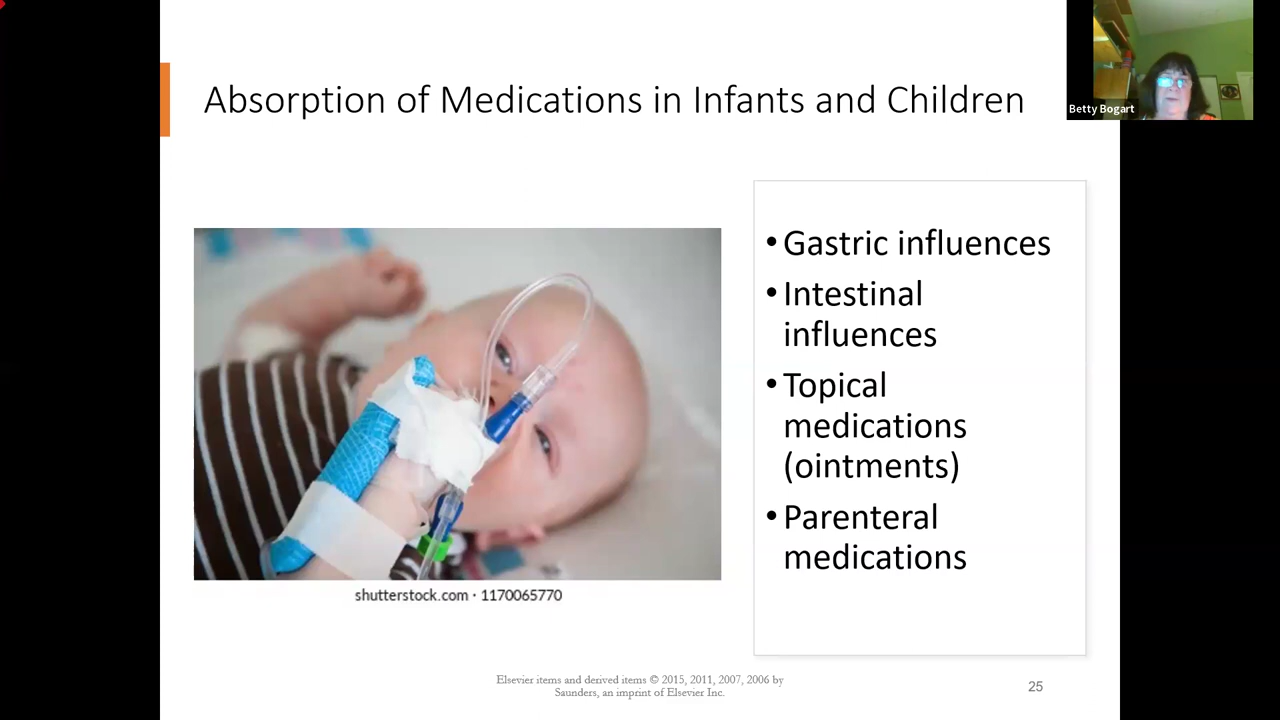 Absorption of Medications in Infants and Children
Betty Bogart
• Gastric influences
• Intestinal
influences
• Topical
medications
(ointments)
• Parenteral
medications
shutterstock.com · 1170065770
Elsevier items and derived items © 2015, 2011, 2007, 2006 by
Saunders, an imprint of Elsevier Inc.
25